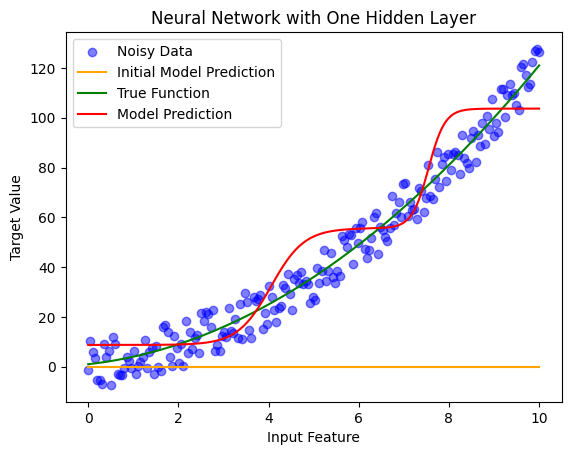 Neural Network with One Hidden Layer
Noisy Data
Initial Model Prediction
True Function
Model Prediction
120
100
80
60
40
20
0
Target Value
0 2 4 6 8 10
Input Feature